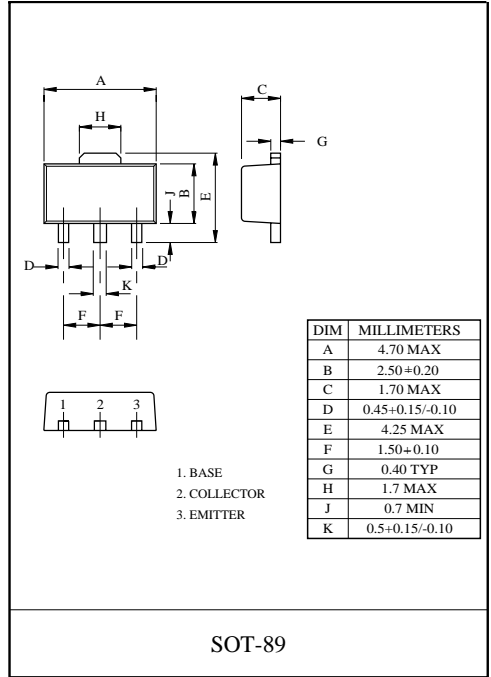 A
H
C
G
J
B
E
D
D
K
F
F
1 2 3
1. BASE
2. COLLECTOR
3. EMITTER
DIM MILLIMETERS
A 4.70 MAX
B 2.50±0.20
C 1.70 MAX
D 0.45+0.15/-0.10
E 4.25 MAX
F 1.50±0.10
G 0.40 TYP
H 1.7 MAX
J 0.7 MIN
K 0.5+0.15/-0.10
SOT-89